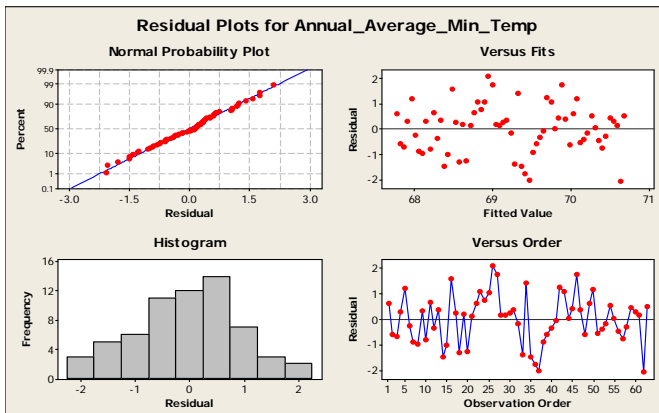 Residual Plots for Annual_Average_Min_Temp
Normal Probability Plot
99.9
99
90
50
10
1
0.1
Percent
-3.0 -1.5 0.0 1.5 3.0
Residual
Versus Fits
2
1
0
-1
-2
Residual
68 69 70 71
Fitted Value
Histogram
16
12
8
4
0
Frequency
-2 -1 0 1 2
Residual
Versus Order
2
1
0
-1
-2
Residual
1 5 10 15 20 25 30 35 40 45 50 55 60
Observation Order